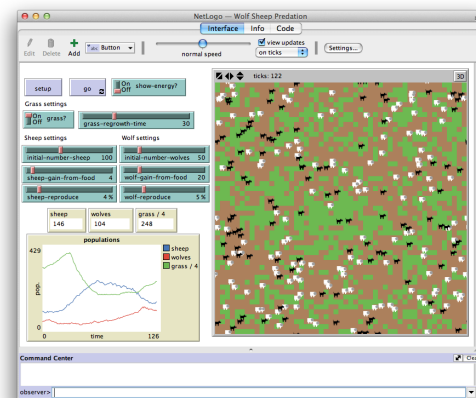 NetLogo — Wolf Sheep Predation
Interface Info Code
Edit Delete Add
abc Button
normal speed
view updates
on ticks
Settings...
ticks: 122
3D
setup
go
On
Off
show-energy?
Grass settings
On
Off
grass?
grass-regrowth-time 30
Sheep settings
Wolf settings
initial-number-sheep 100
initial-number-wolves 50
sheep-gain-from-food 4
wolf-gain-from-food 20
sheep-reproduce 4 %
wolf-reproduce 5 %
sheep
146
wolves
104
grass / 4
248
populations
429
pop.
0
0
time
126
sheep
wolves
grass / 4
Command Center
Clea
observer>